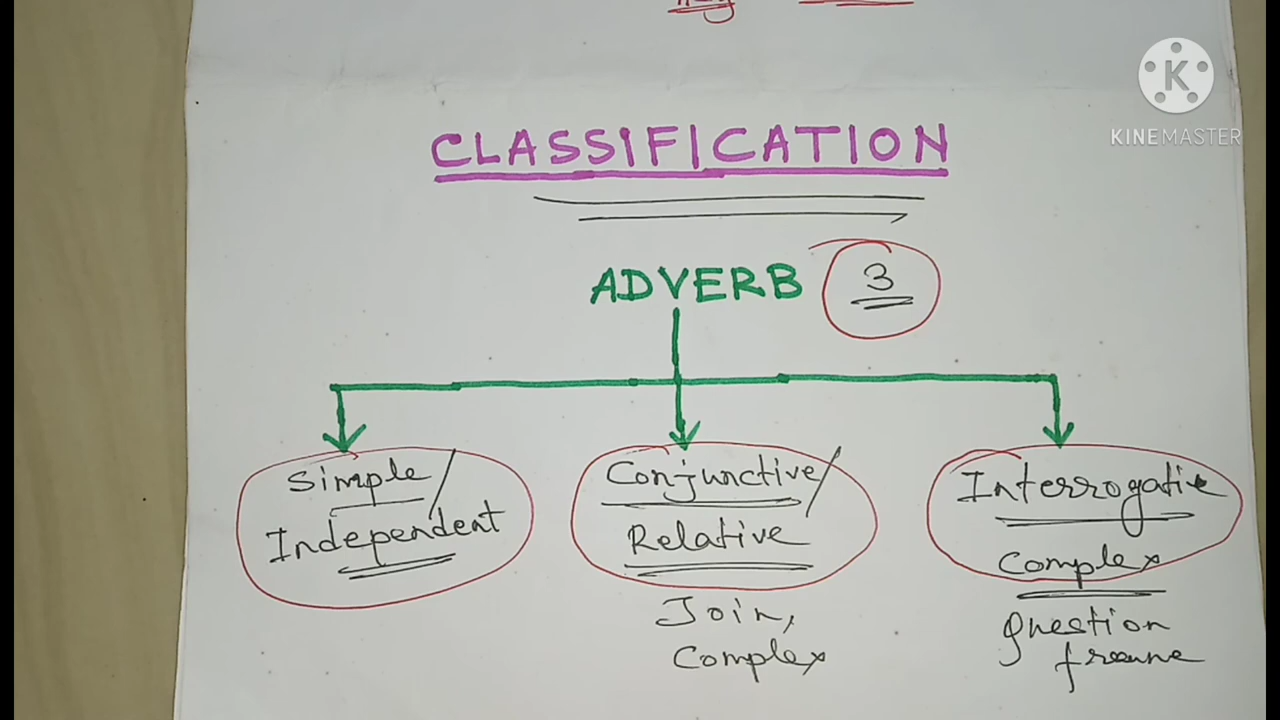 K
KINEMASTER
CLASSIFICATION
ADVERB 3
Simple/
Independent
Conjunctive/
Relative
Join,
Complex
Interrogative
Complex
Question
frame